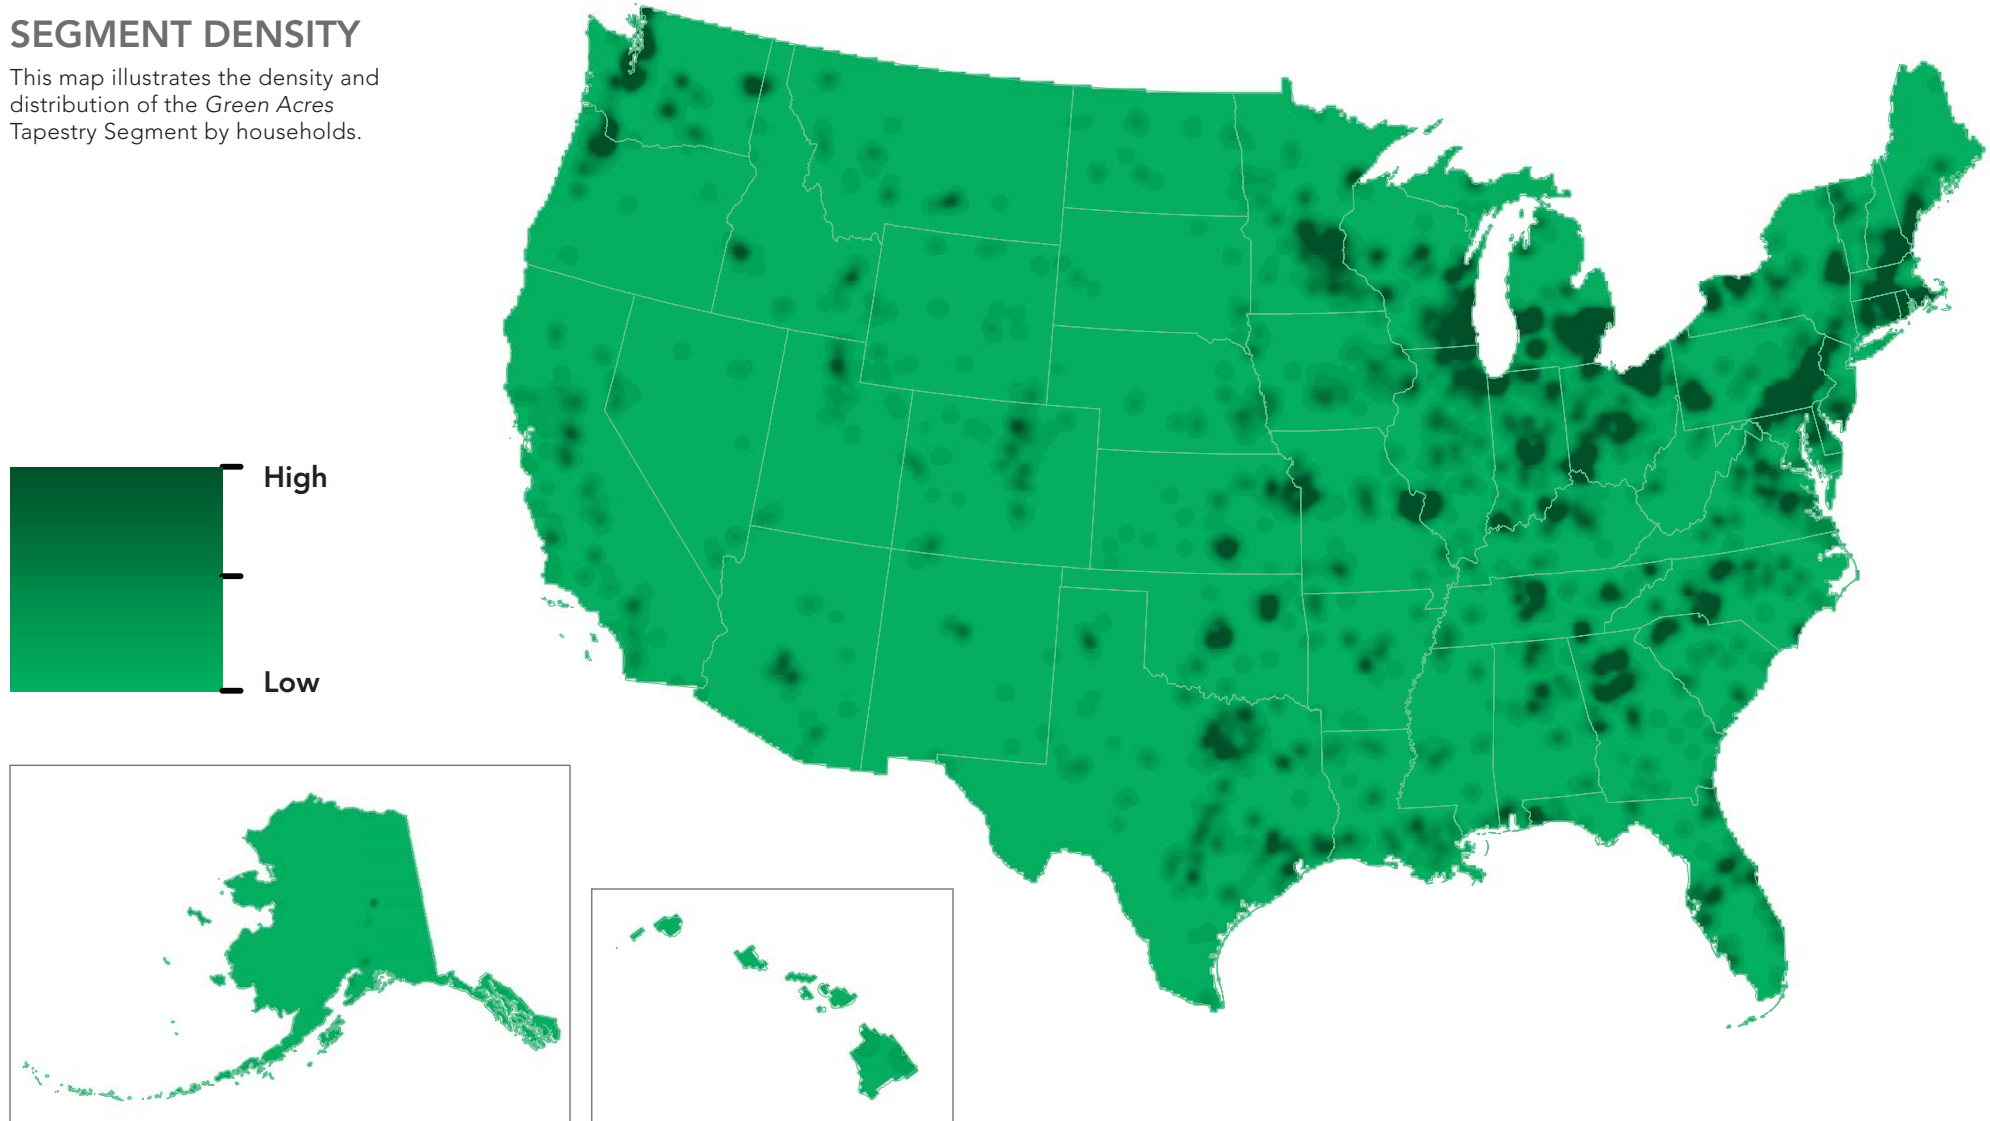 SEGMENT DENSITY
This map illustrates the density and
distribution of the Green Acres
Tapestry Segment by households.
High
Low